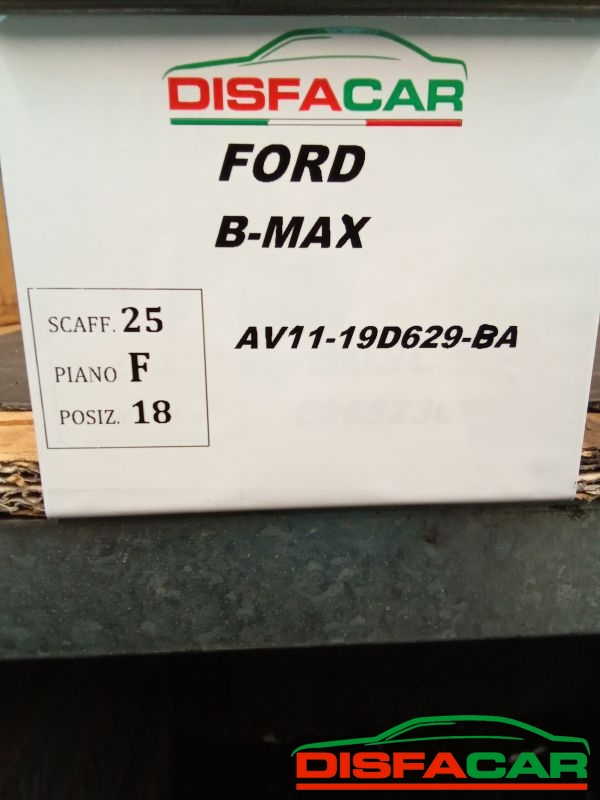 DISFACAR
FORD
B-MAX
SCAFF. 25
PIANO F
POSIZ. 18
AV11-19D629-BA
DISFACAR